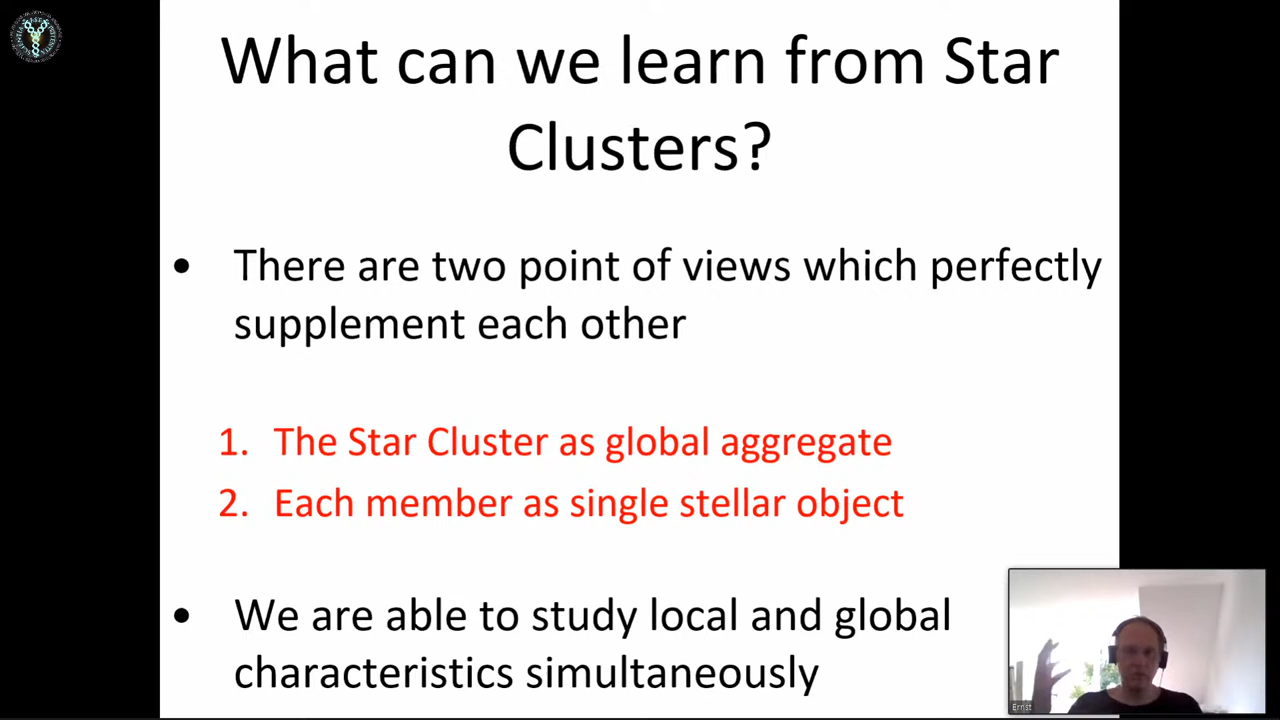 What can we learn from Star
Clusters?
• There are two point of views which perfectly
supplement each other
1. The Star Cluster as global aggregate
2. Each member as single stellar object
• We are able to study local and global
characteristics simultaneously
Ernst